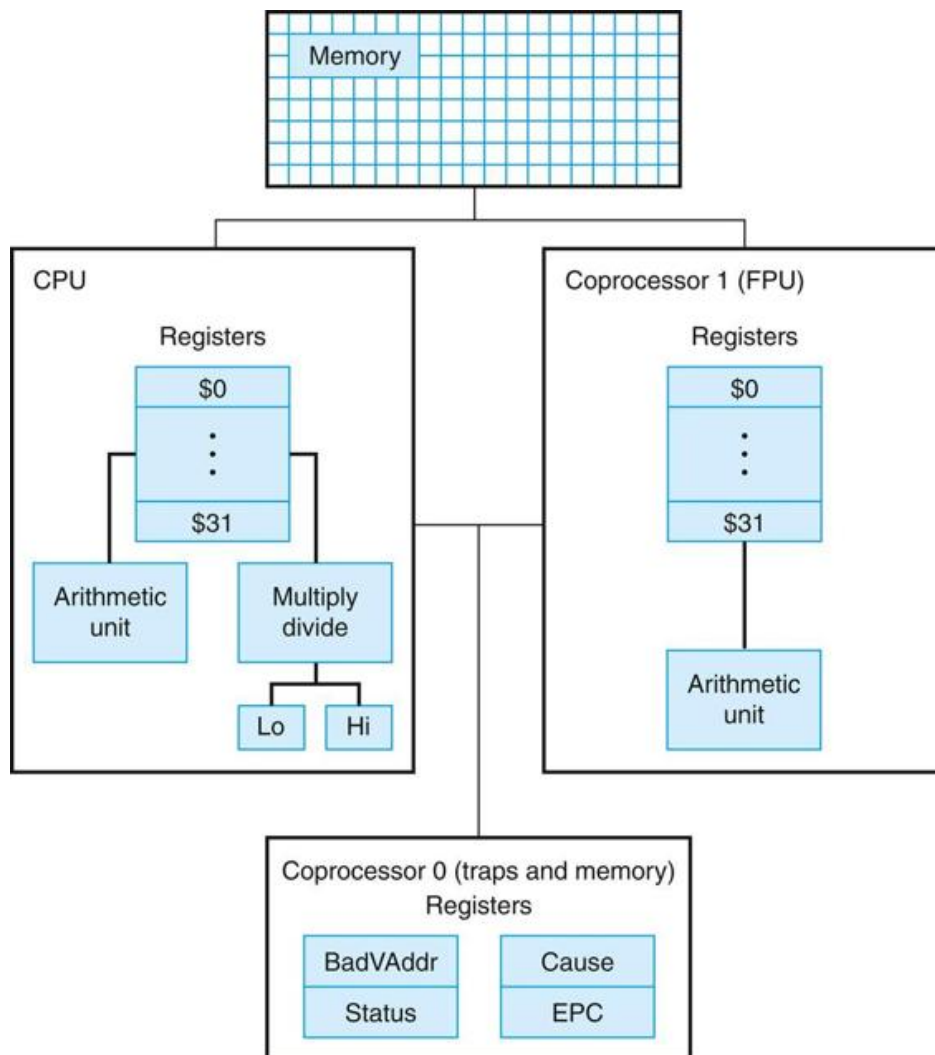 Memory
CPU
Registers
$0
$31
Arithmetic
unit
Multiply
divide
Lo
Hi
Coprocessor 1 (FPU)
Registers
$0
$31
Arithmetic
unit
Coprocessor 0 (traps and memory)
Registers
BadVAddr
Cause
Status
EPC